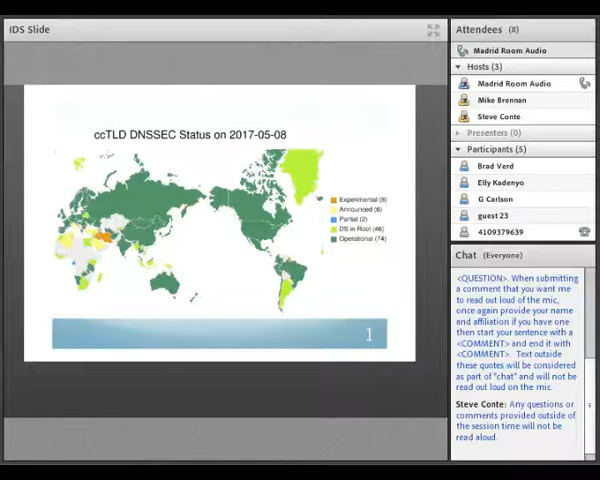 IDS Slide
ccTLD DNSSEC Status on 2017-05-08
Experimental (8)
Announced (6)
Partial (2)
DS in Root (46)
Operational (74)
1
Attendees (8)
Madrid Room Audio
Hosts (3)
Madrid Room Audio
Mike Brennan
Steve Conte
Presenters (0)
Participants (5)
Brad Verd
Elly Kadenyo
G Carlson
guest 23
4109379639
Chat (Everyone)
<QUESTION>. When submitting
a comment that you want me
to read out loud of the mic,
once again provide your name
and affiliation if you have
one then start your sentence
with a
<COMMENT> and end it with
<COMMENT>. Text outside
these quotes will be considered
as part of "chat" and will not be
read out loud on the mic.
Steve Conte: Any questions or
comments provided outside of
the session time will not be
read aloud.